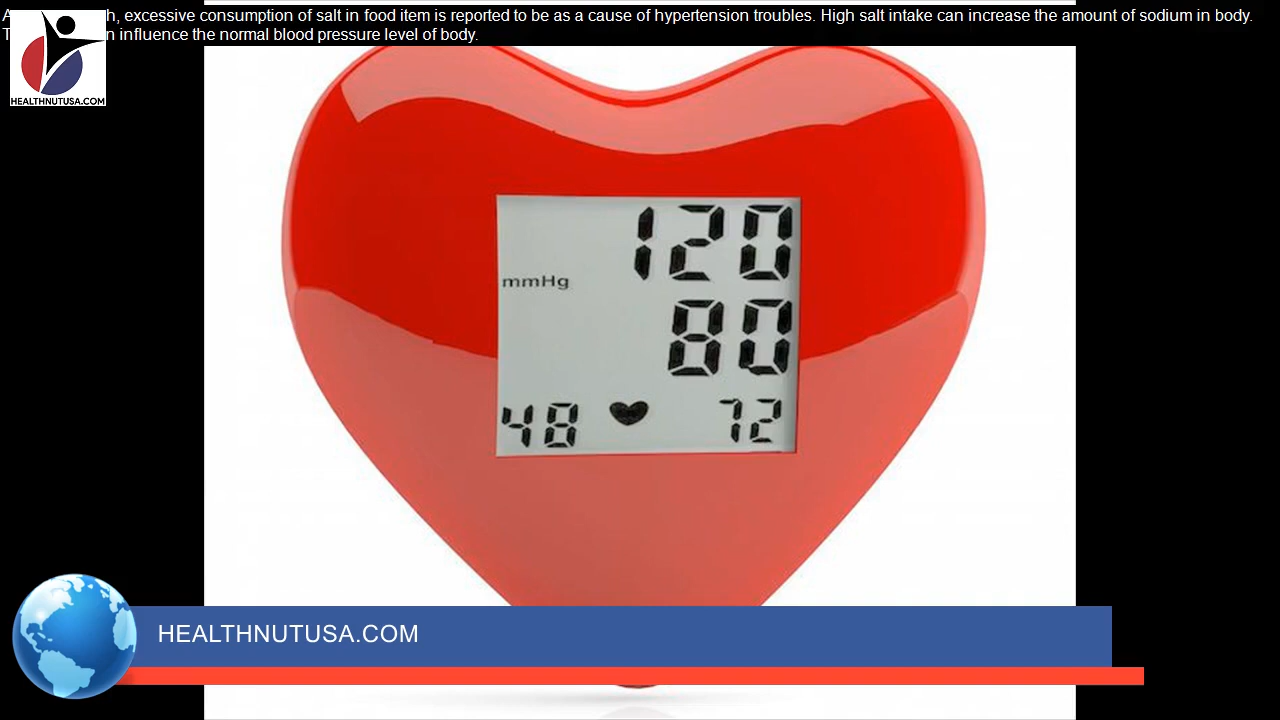 excessive consumption of salt in food item is reported to be as a cause of hypertension troubles. High salt intake can increase the amount of sodium in body.
influence the normal blood pressure level of body.
HEALTHNUTUSA.COM
120
mmHg
80
48 72
HEALTHNUTUSA.COM